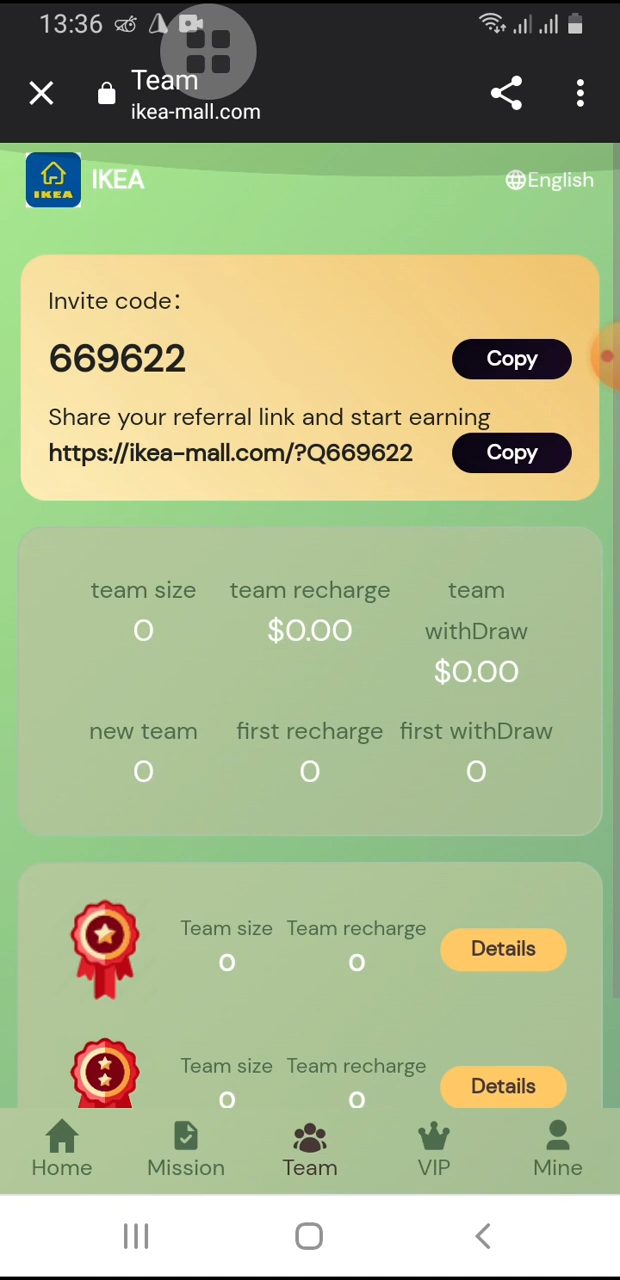 13:36
Team
ikea-mall.com
IKEA
IKEA
English
Invite code:
669622
Copy
Share your referral link and start earning
https://ikea-mall.com/?Q669622
Copy
team size
team recharge
team withDraw
0
$0.00
$0.00
new team
first recharge
first withDraw
0
0
0
Team size
Team recharge
0
0
Details
Team size
Team recharge
0
0
Details
Home
Mission
Team
VIP
Mine